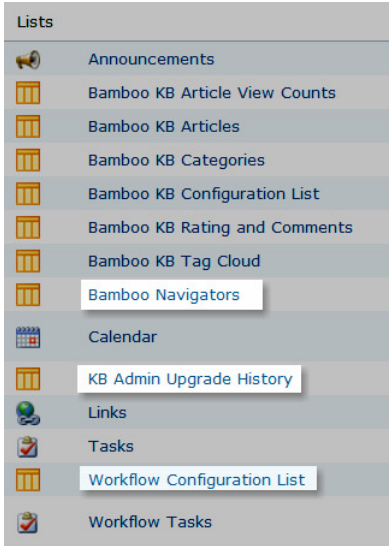 Lists
Announcements
Bamboo KB Article View Counts
Bamboo KB Articles
Bamboo KB Categories
Bamboo KB Configuration List
Bamboo KB Rating and Comments
Bamboo KB Tag Cloud
Bamboo Navigators
Calendar
KB Admin Upgrade History
Links
Tasks
Workflow Configuration List
Workflow Tasks